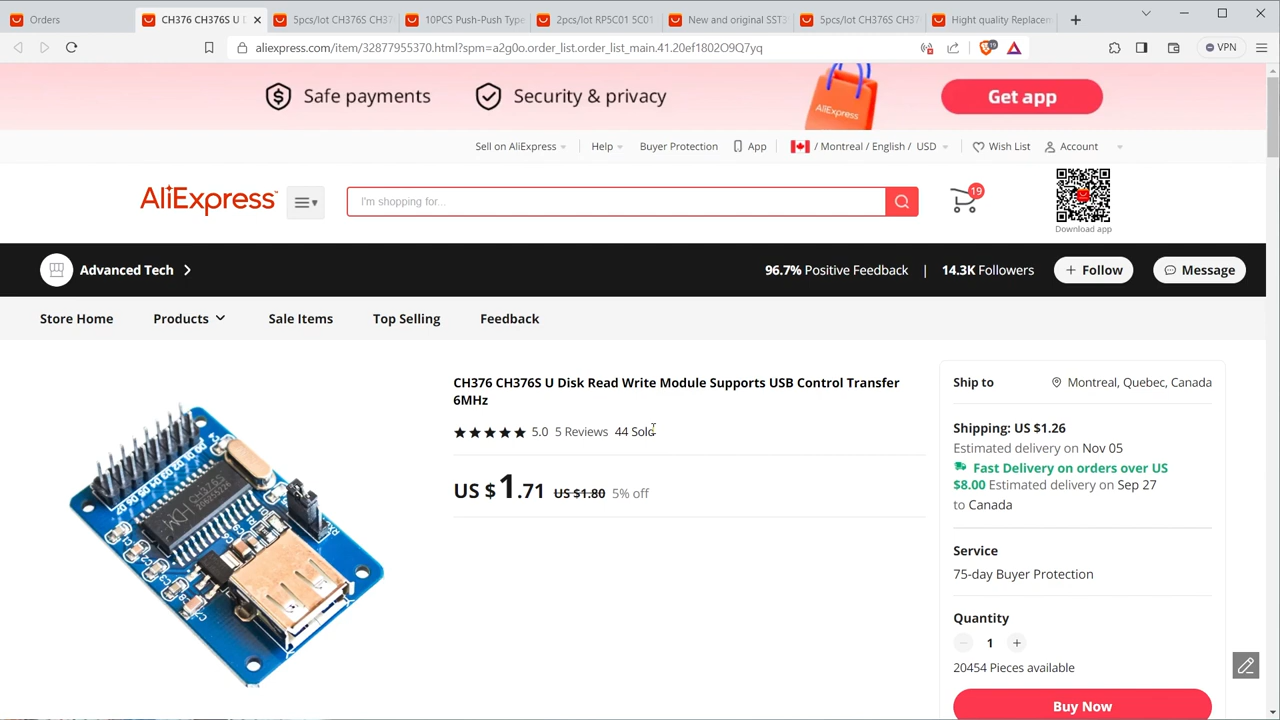 Orders
CH376 CH376S U D
5pcs/lot CH376S CH37
10PCS Push-Push Type
2pcs/lot RP5C01 5C01
New and original SST3
5pcs/lot CH376S CH37
Hight quality Replacem
aliexpress.com/item/32877955370.html?spm=a2g0o.order_list.order_list_main.41.20ef1802O9Q7yq
19
VPN
Safe payments
Security & privacy
AliExpress
Get app
Sell on AliExpress
Help
Buyer Protection
App
/ Montreal / English / USD
Wish List
Account
AliExpress
I'm shopping for...
19
Download app
Advanced Tech
96.7% Positive Feedback | 14.3K Followers
+ Follow
Message
Store Home
Products
Sale Items
Top Selling
Feedback
CH376 CH376S U Disk Read Write Module Supports USB Control Transfer
6MHz
5.0 5 Reviews 44 Sold
US $1.71 US $1.80 5% off
Ship to
Montreal, Quebec, Canada
Shipping: US $1.26
Estimated delivery on Nov 05
Fast Delivery on orders over US
$8.00 Estimated delivery on Sep 27
to Canada
Service
75-day Buyer Protection
Quantity
1
20454 Pieces available
Buy Now